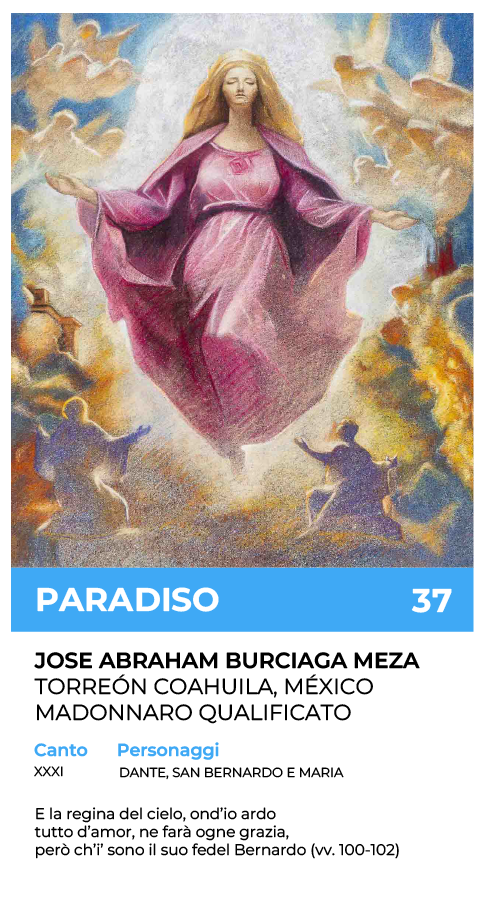 PARADISO 37
JOSE ABRAHAM BURCIAGA MEZA
TORREÓN COAHUILA, MÉXICO
MADONNARO QUALIFICATO
Canto Personaggi
XXXI DANTE, SAN BERNARDO E MARIA
E la regina del cielo, ond’io ardo
tutto d’amor, ne farà ogne grazia,
però ch’i’ sono il suo fedel Bernardo (vv. 100-102)